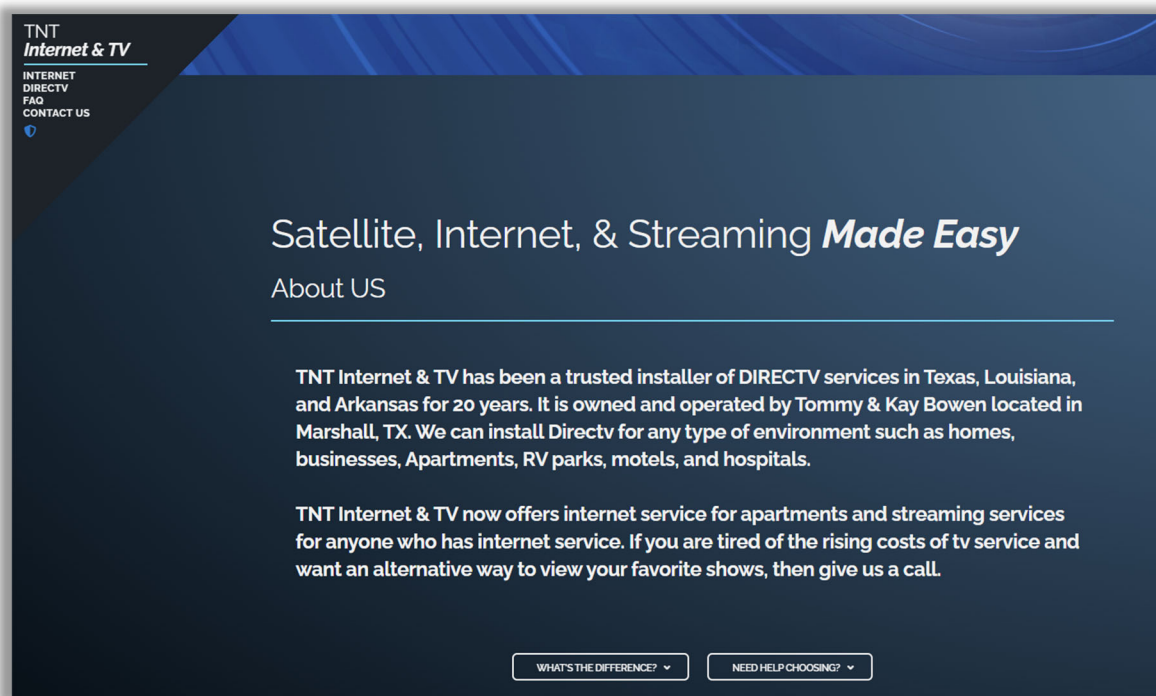 TNT
Internet & TV
INTERNET
DIRECTV
FAQ
CONTACT US
Satellite, Internet, & Streaming Made Easy
About US
TNT Internet & TV has been a trusted installer of DIRECTV services in Texas, Louisiana,
and Arkansas for 20 years. It is owned and operated by Tommy & Kay Bowen located in
Marshall, TX. We can install Directv for any type of environment such as homes,
businesses, Apartments, RV parks, motels, and hospitals.
TNT Internet & TV now offers internet service for apartments and streaming services
for anyone who has internet service. If you are tired of the rising costs of tv service and
want an alternative way to view your favorite shows, then give us a call.
WHAT'S THE DIFFERENCE?
NEED HELP CHOOSING?